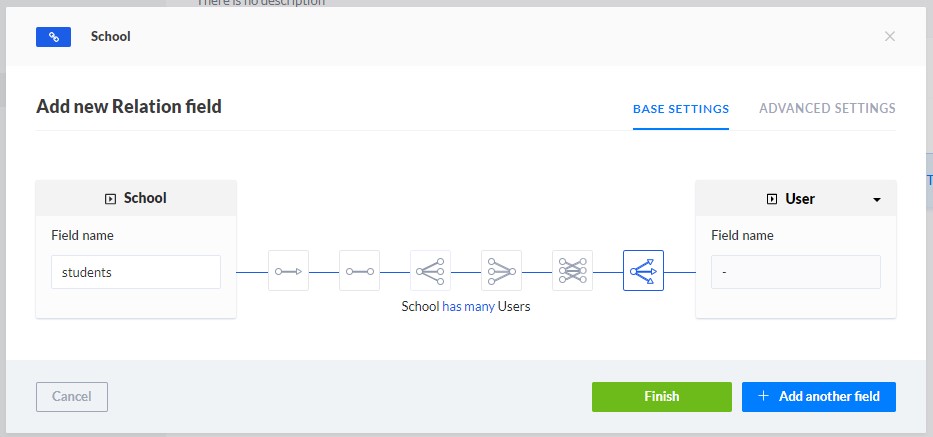 There is no description
School
Add new Relation field
BASE SETTINGS
ADVANCED SETTINGS
School
User
Field name
Field name
students
-
School has many Users
Cancel
Finish
+ Add another field
T